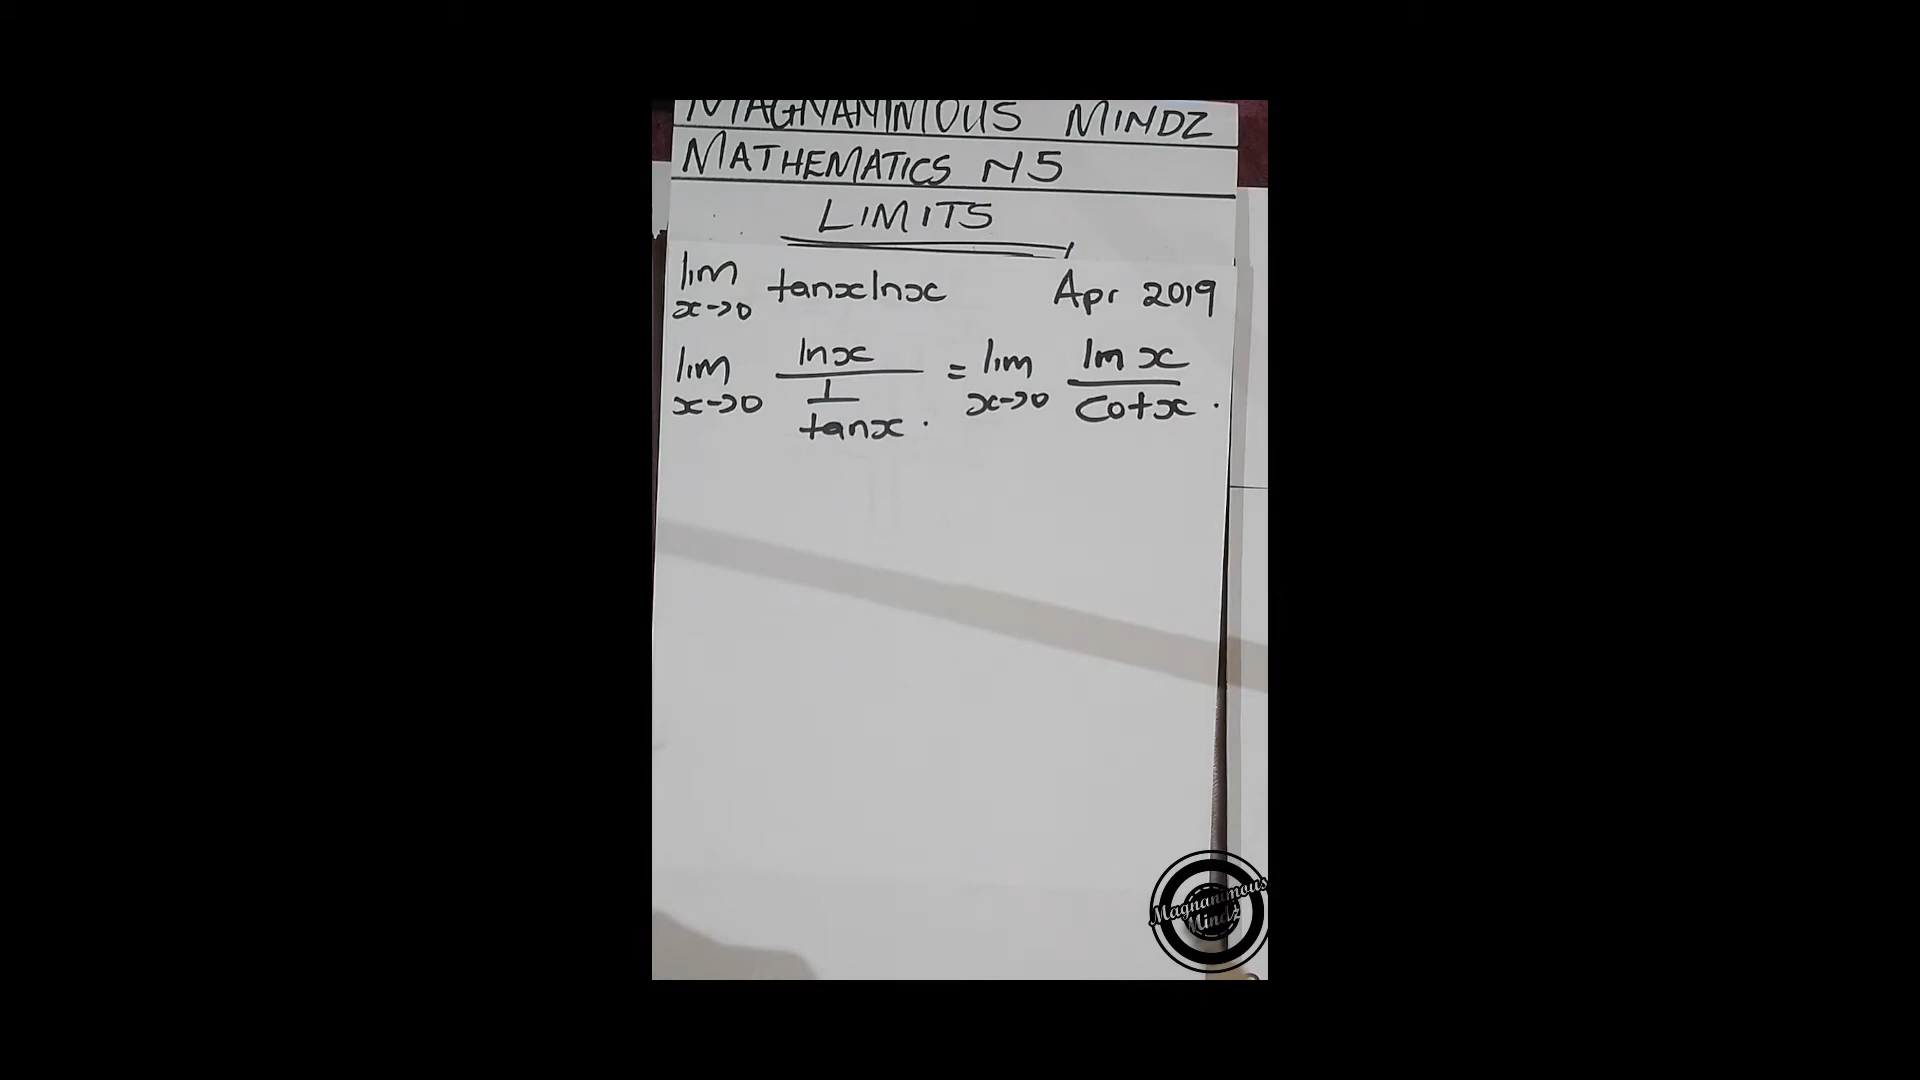 MAGNANIMOUS MINDZ
MATHEMATICS N5
LIMITS
lim x→0 tanxlnx Apr 2019
lim x→0 lnx / 1/tanx . = lim x→0 ln x / cotx .
Magnanimous
Mindz